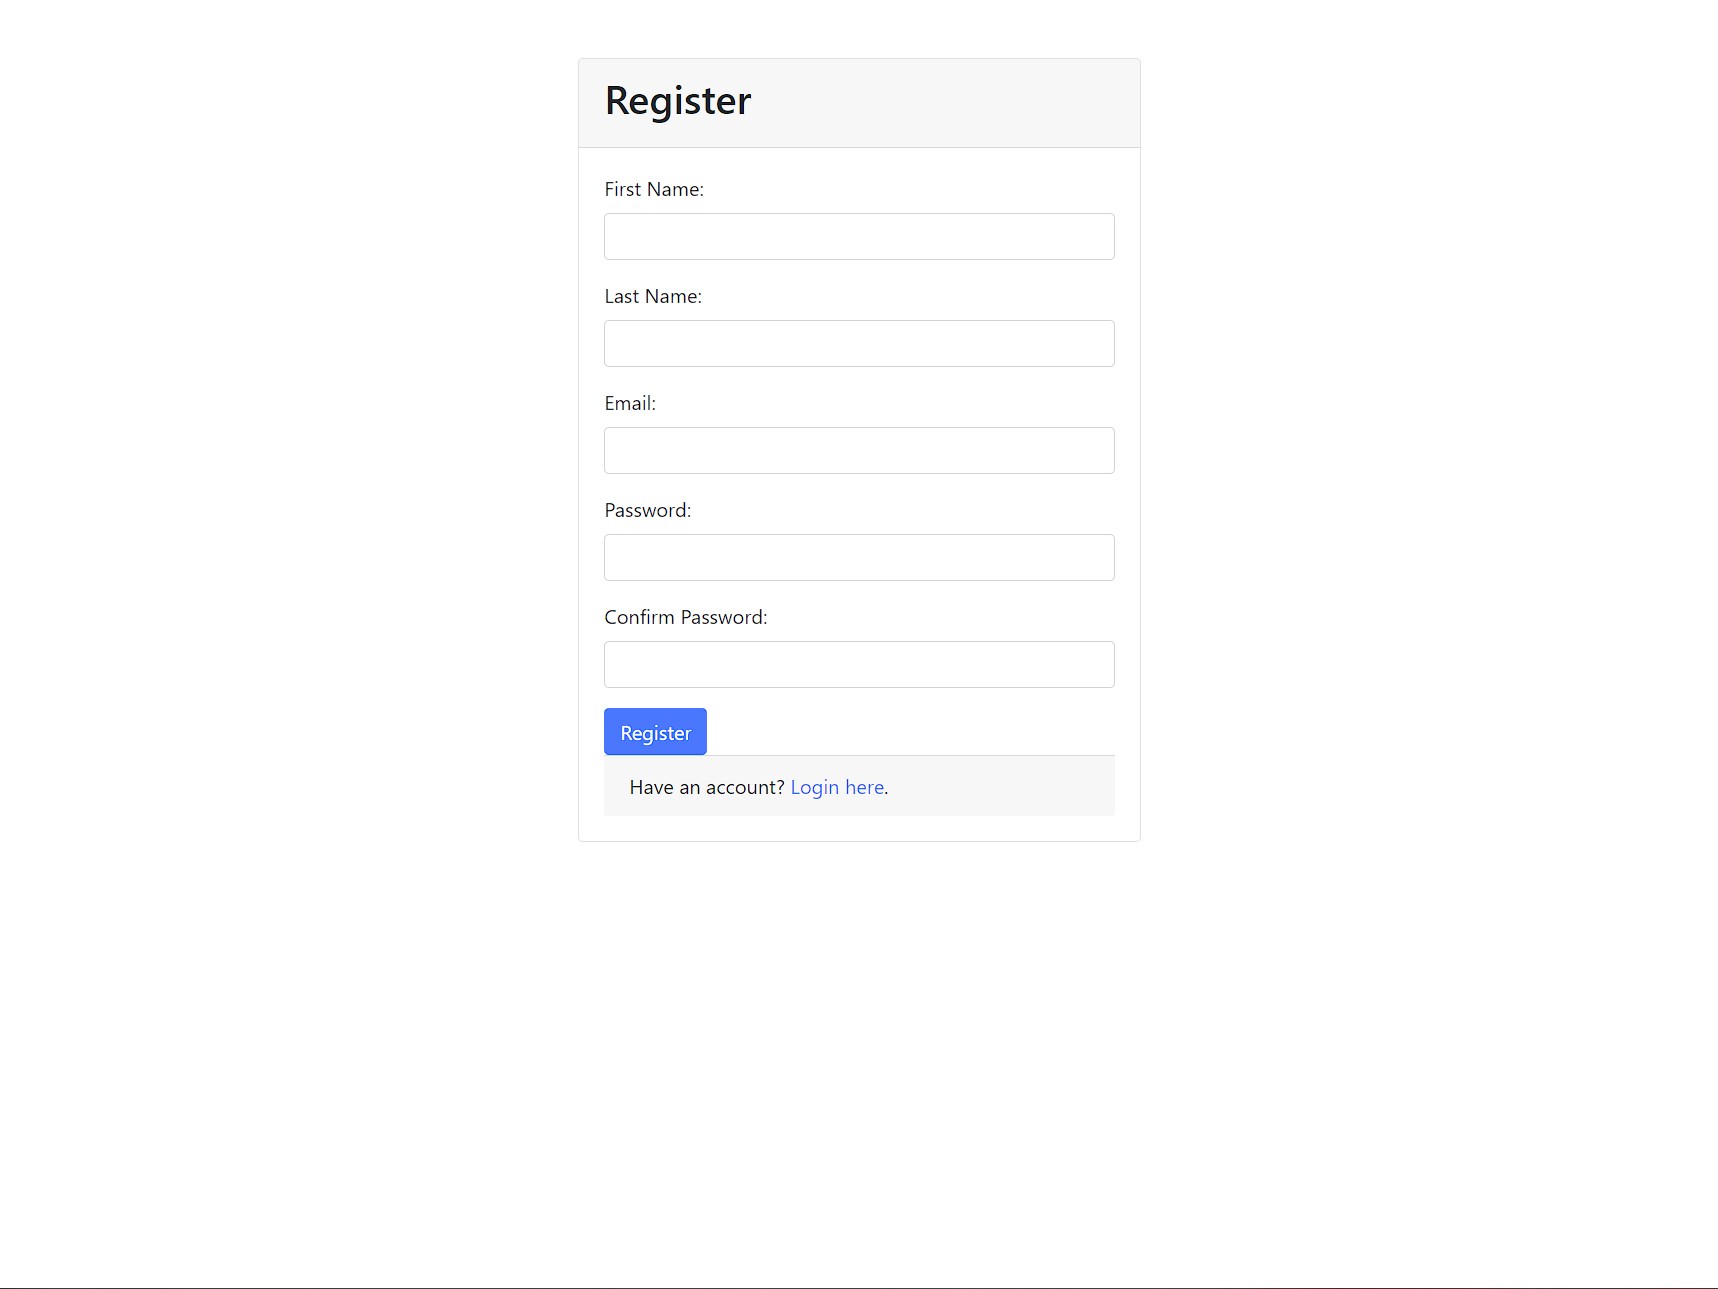 Register
First Name:
Last Name:
Email:
Password:
Confirm Password:
Register
Have an account? Login here.